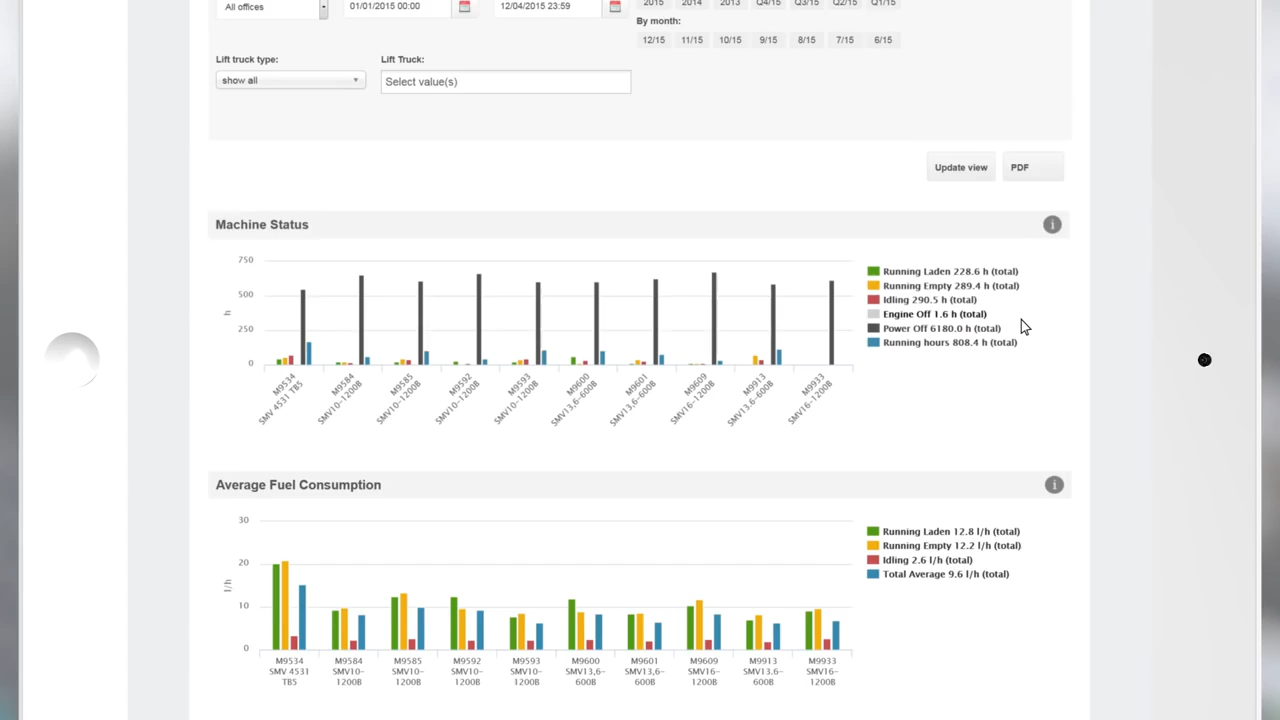 All offices
01/01/2015 00:00
12/04/2015 23:59
2015 2014 2013 Q4/15 Q3/15 Q2/15 Q1/15
By month:
12/15 11/15 10/15 9/15 8/15 7/15 6/15
Lift truck type:
Lift Truck:
show all
Select value(s)
Update view
PDF
Machine Status
750
500
250
0
h
M9534
SMV 4531 TB5
M9584
SMV10-1200B
M9585
SMV10-1200B
M9592
SMV10-1200B
M9593
SMV10-1200B
M9600
SMV13,6-600B
M9601
SMV13,6-600B
M9609
SMV16-1200B
M9913
SMV13.6-600B
M9933
SMV16-1200B
Running Laden 228.6 h (total)
Running Empty 289.4 h (total)
Idling 290.5 h (total)
Engine Off 1.6 h (total)
Power Off 6180.0 h (total)
Running hours 808.4 h (total)
Average Fuel Consumption
30
20
10
0
l/h
M9534
SMV 4531
TB5
M9584
SMV10-
1200B
M9585
SMV10-
1200B
M9592
SMV10-
1200B
M9593
SMV10-
1200B
M9600
SMV13,6-
600B
M9601
SMV13,6-
600B
M9609
SMV16-
1200B
M9913
SMV13.6-
600B
M9933
SMV16-
1200B
Running Laden 12.8 l/h (total)
Running Empty 12.2 l/h (total)
Idling 2.6 l/h (total)
Total Average 9.6 l/h (total)